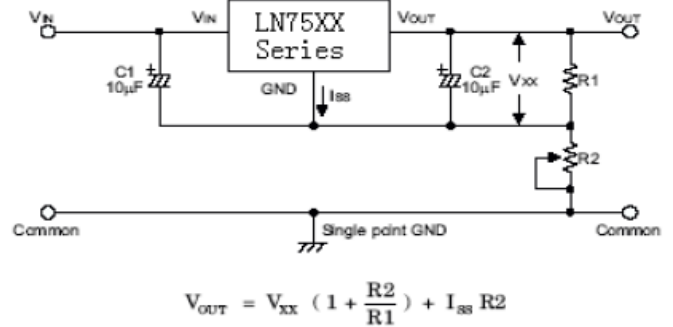 VIN
VIN
LN75XX
Series
VOUT
VOUT
C1
10μF
+
GND
ISS
+
C2
10μF
VXX
R1
R2
Common
Single point GND
Common
VOUT = VXX ( 1 + R2/R1 ) + ISS R2